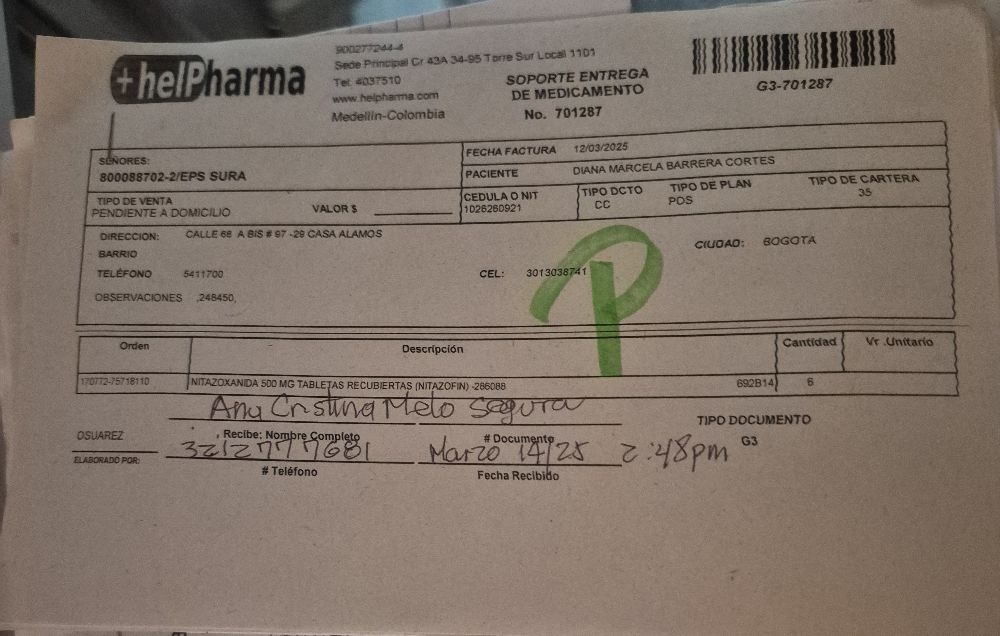 +helPharma
900277244-4
Sede Principal Cr 43A 34-95 Torre Sur Local 1101
Tel. 4037510
www.helpharma.com
Medellín-Colombia
SOPORTE ENTREGA
DE MEDICAMENTO
No. 701287
G3-701287
SEÑORES:
800088702-2/EPS SURA
FECHA FACTURA 12/03/2025
PACIENTE DIANA MARCELA BARRERA CORTES
TIPO DE VENTA
PENDIENTE A DOMICILIO
VALOR $
CEDULA O NIT
1026260921
TIPO DCTO
CC
TIPO DE PLAN
POS
TIPO DE CARTERA
35
DIRECCION: CALLE 68 A BIS # 97 -29 CASA ALAMOS
CIUDAD: BOGOTA
BARRIO
TELÉFONO 5411700
CEL: 3013038741
OBSERVACIONES ,248450,
P
Orden Descripción Cantidad Vr .Unitario
170772-75718110 NITAZOXANIDA 500 MG TABLETAS RECUBIERTAS (NITAZOFIN) -286088 692B14 6
Ana Cristina Melo Segura
OSUAREZ
, Recibe: Nombre Completo
# Documento
TIPO DOCUMENTO
G3
ELABORADO POR:
3212777681
Marzo 14/25 2:48pm
# Teléfono
Fecha Recibido